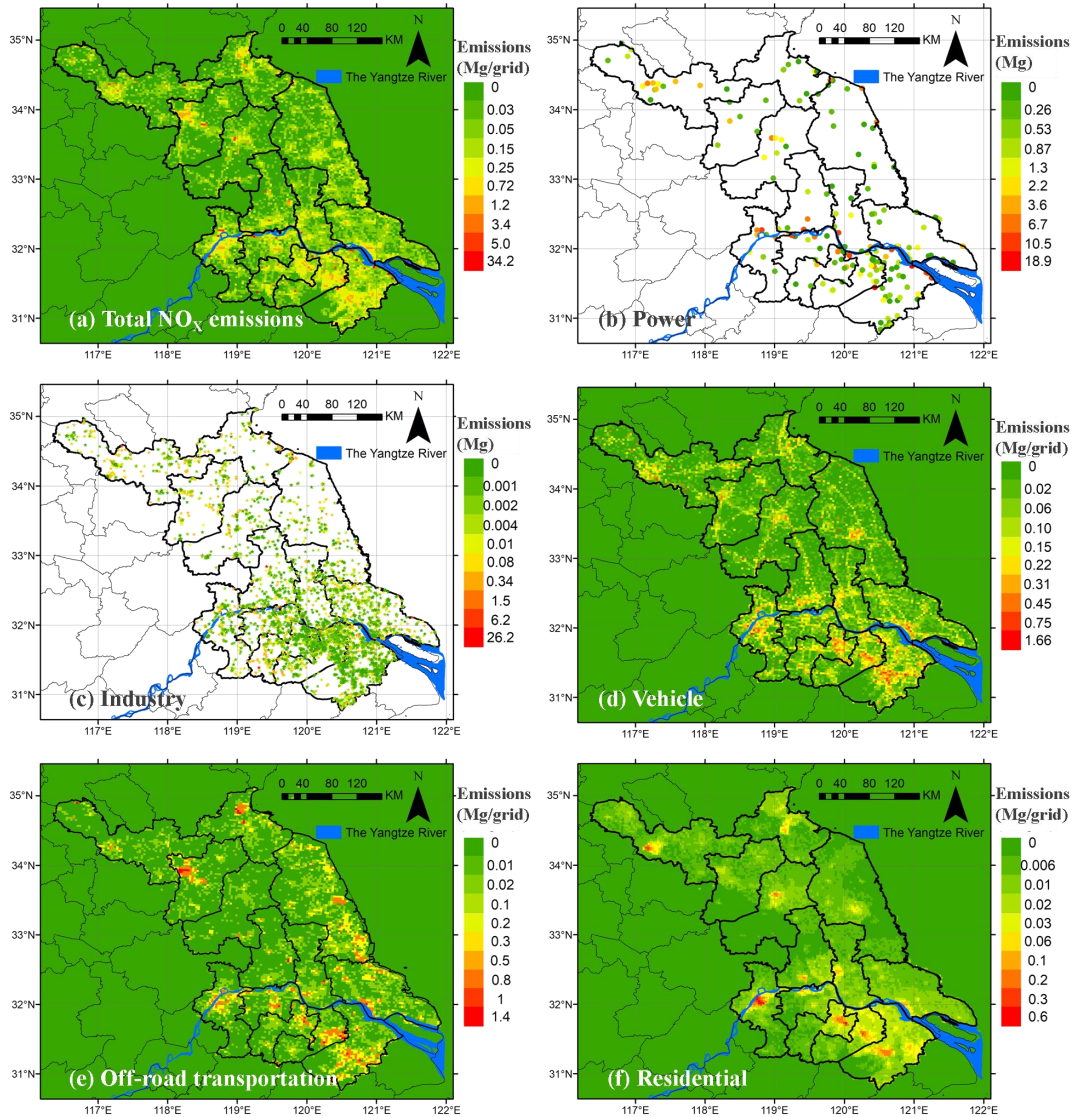 N
0 40 80 120
KM
The Yangtze River
35°N
34°N
33°N
32°N
31°N
(a) Total NOX emissions
117°E 118°E 119°E 120°E 121°E 122°E
Emissions
(Mg/grid)
0
0.03
0.05
0.15
0.25
0.72
1.2
3.4
5.0
34.2
N
0 40 80 120
KM
The Yangtze River
35°N
34°N
33°N
32°N
31°N
(b) Power
117°E 118°E 119°E 120°E 121°E 122°E
Emissions
(Mg)
0
0.26
0.53
0.87
1.3
2.2
3.6
6.7
10.5
18.9
N
0 40 80 120
KM
The Yangtze River
35°N
34°N
33°N
32°N
31°N
(c) Industry
117°E 118°E 119°E 120°E 121°E 122°E
Emissions
(Mg)
0
0.001
0.002
0.004
0.01
0.08
0.34
1.5
6.2
26.2
N
0 40 80 120
KM
The Yangtze River
35°N
34°N
33°N
32°N
31°N
(d) Vehicle
117°E 118°E 119°E 120°E 121°E 122°E
Emissions
(Mg/grid)
0
0.02
0.06
0.10
0.15
0.22
0.31
0.45
0.75
1.66
N
0 40 80 120
KM
The Yangtze River
35°N
34°N
33°N
32°N
31°N
(e) Off-road transportation
117°E 118°E 119°E 120°E 121°E 122°E
Emissions
(Mg/grid)
0
0.01
0.02
0.1
0.2
0.3
0.5
0.8
1
1.4
N
0 40 80 120
KM
The Yangtze River
35°N
34°N
33°N
32°N
31°N
(f) Residential
117°E 118°E 119°E 120°E 121°E 122°E
Emissions
(Mg/grid)
0
0.006
0.01
0.02
0.03
0.06
0.1
0.2
0.3
0.6